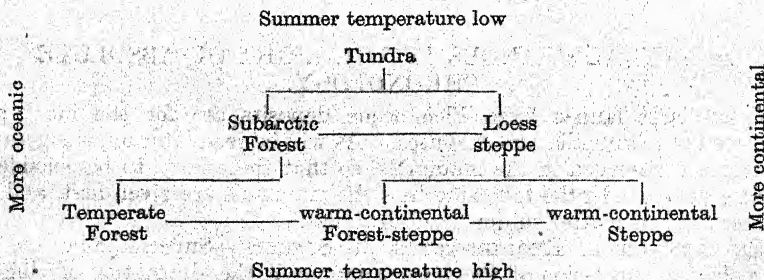 Summer temperature low
Tundra
More oceanic
More continental
Subarctic Forest
Loess steppe
Temperate Forest
warm-continental Forest-steppe
warm-continental Steppe
Summer temperature high